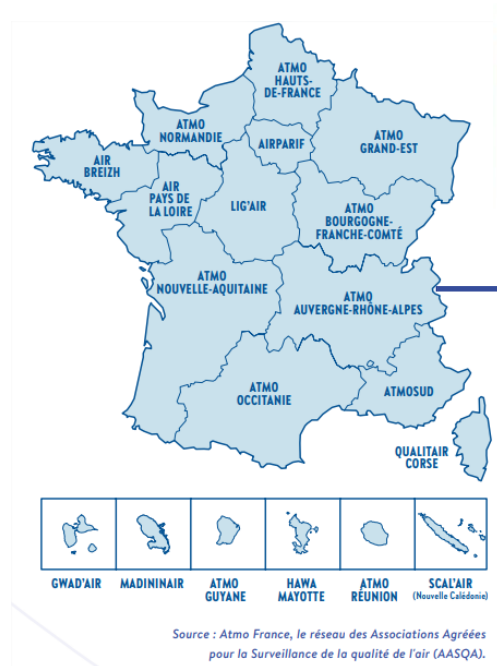 ATMO
HAUTS-
DE-FRANCE
ATMO
NORMANDIE
AIRPARIF
ATMO
GRAND-EST
AIR
BREIZH
AIR
PAYS DE
LA LOIRE
LIG'AIR
ATMO
BOURGOGNE-
FRANCHE-COMTÉ
ATMO
NOUVELLE-AQUITAINE
ATMO
AUVERGNE-RHÔNE-ALPES
ATMO
OCCITANIE
ATMOSUD
QUALITAIR
CORSE
GWAD'AIR
MADININAIR
ATMO
GUYANE
HAWA
MAYOTTE
ATMO
RÉUNION
SCAL'AIR
(Nouvelle Calédonie)
Source : Atmo France, le réseau des Associations Agréées
pour la Surveillance de la qualité de l'air (AASQA).